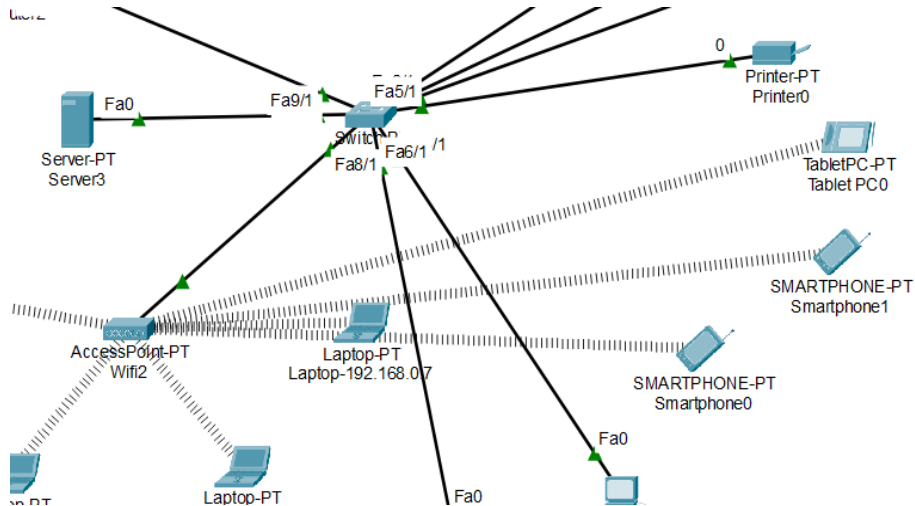 0
Printer-PT
Printer0
Fa0
Fa9/1
Fa5/1
Server-PT
Server3
Switch
Fa8/1
Fa6/1
/1
TabletPC-PT
Tablet PC0
SMARTPHONE-PT
Smartphone1
AccessPoint-PT
Wifi2
Laptop-PT
Laptop-192.168.0.7
SMARTPHONE-PT
Smartphone0
Fa0
Laptop-PT
Fa0